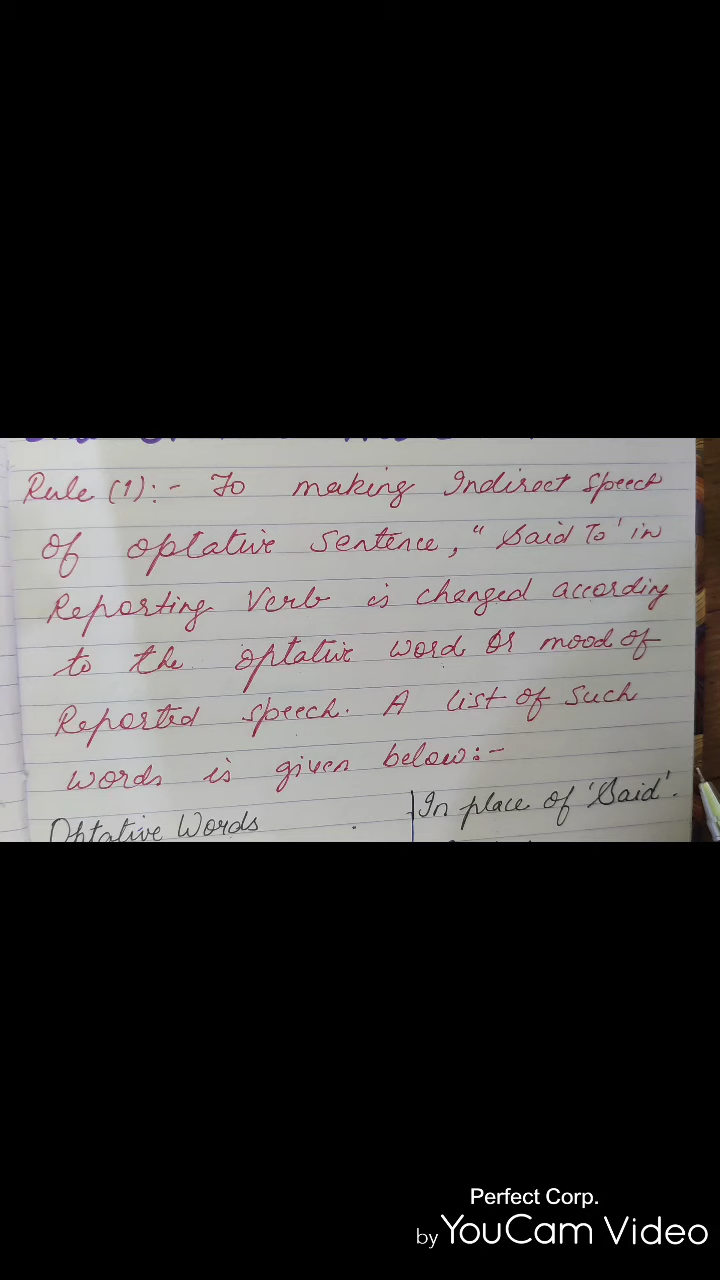 Rule (1):- To making Indirect Speech
of optative sentence, "Said To' in
Reporting Verb is changed according
to the optative word or mood of
Reported speech. A list of Such
words is given below:-
Optative Words | In place of 'Said'.
Perfect Corp.
by YouCam Video